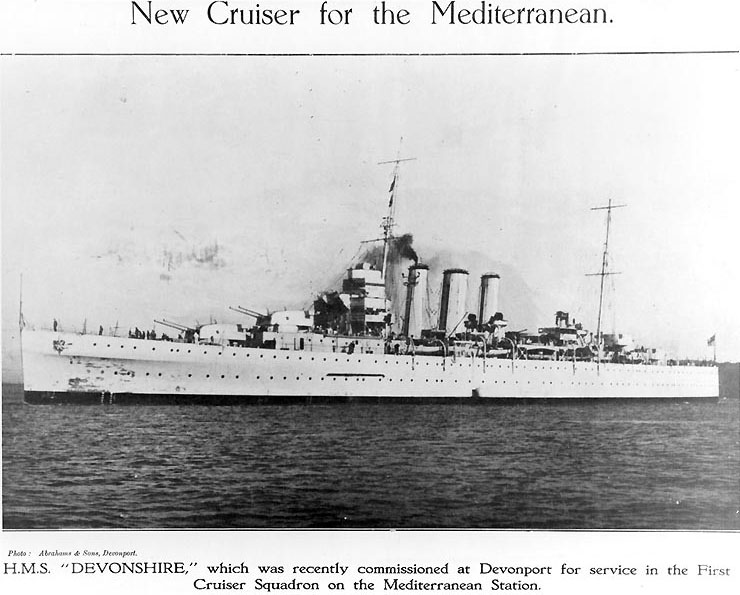 New Cruiser for the Mediterranean.
Photo : Abrahams & Sons, Devonport.
H.M.S. "DEVONSHIRE," which was recently commissioned at Devonport for service in the First
Cruiser Squadron on the Mediterranean Station.